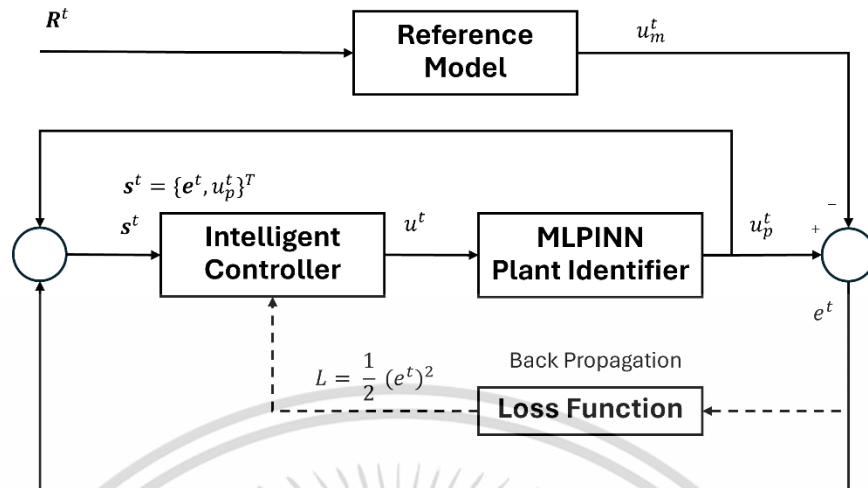 R^t
Reference
Model
u_m^t
s^t = {e^t, u_p^t}^T
s^t
Intelligent
Controller
u^t
MLPINN
Plant Identifier
u_p^t
−
+
e^t
Back Propagation
L = 1/2 (e^t)^2
Loss Function